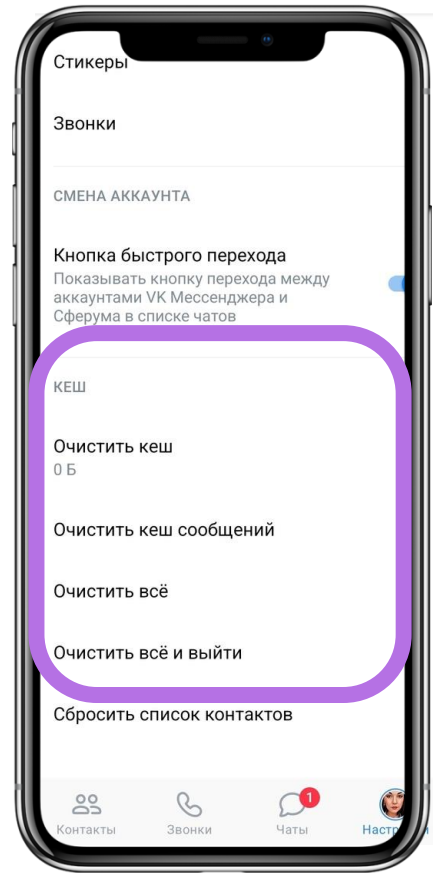 Стикеры
Звонки
СМЕНА АККАУНТА
Кнопка быстрого перехода
Показывать кнопку перехода между
аккаунтами VK Мессенджера и
Сферума в списке чатов
КЕШ
Очистить кеш
0 Б
Очистить кеш сообщений
Очистить всё
Очистить всё и выйти
Сбросить список контактов
1
Контакты
Звонки
Чаты